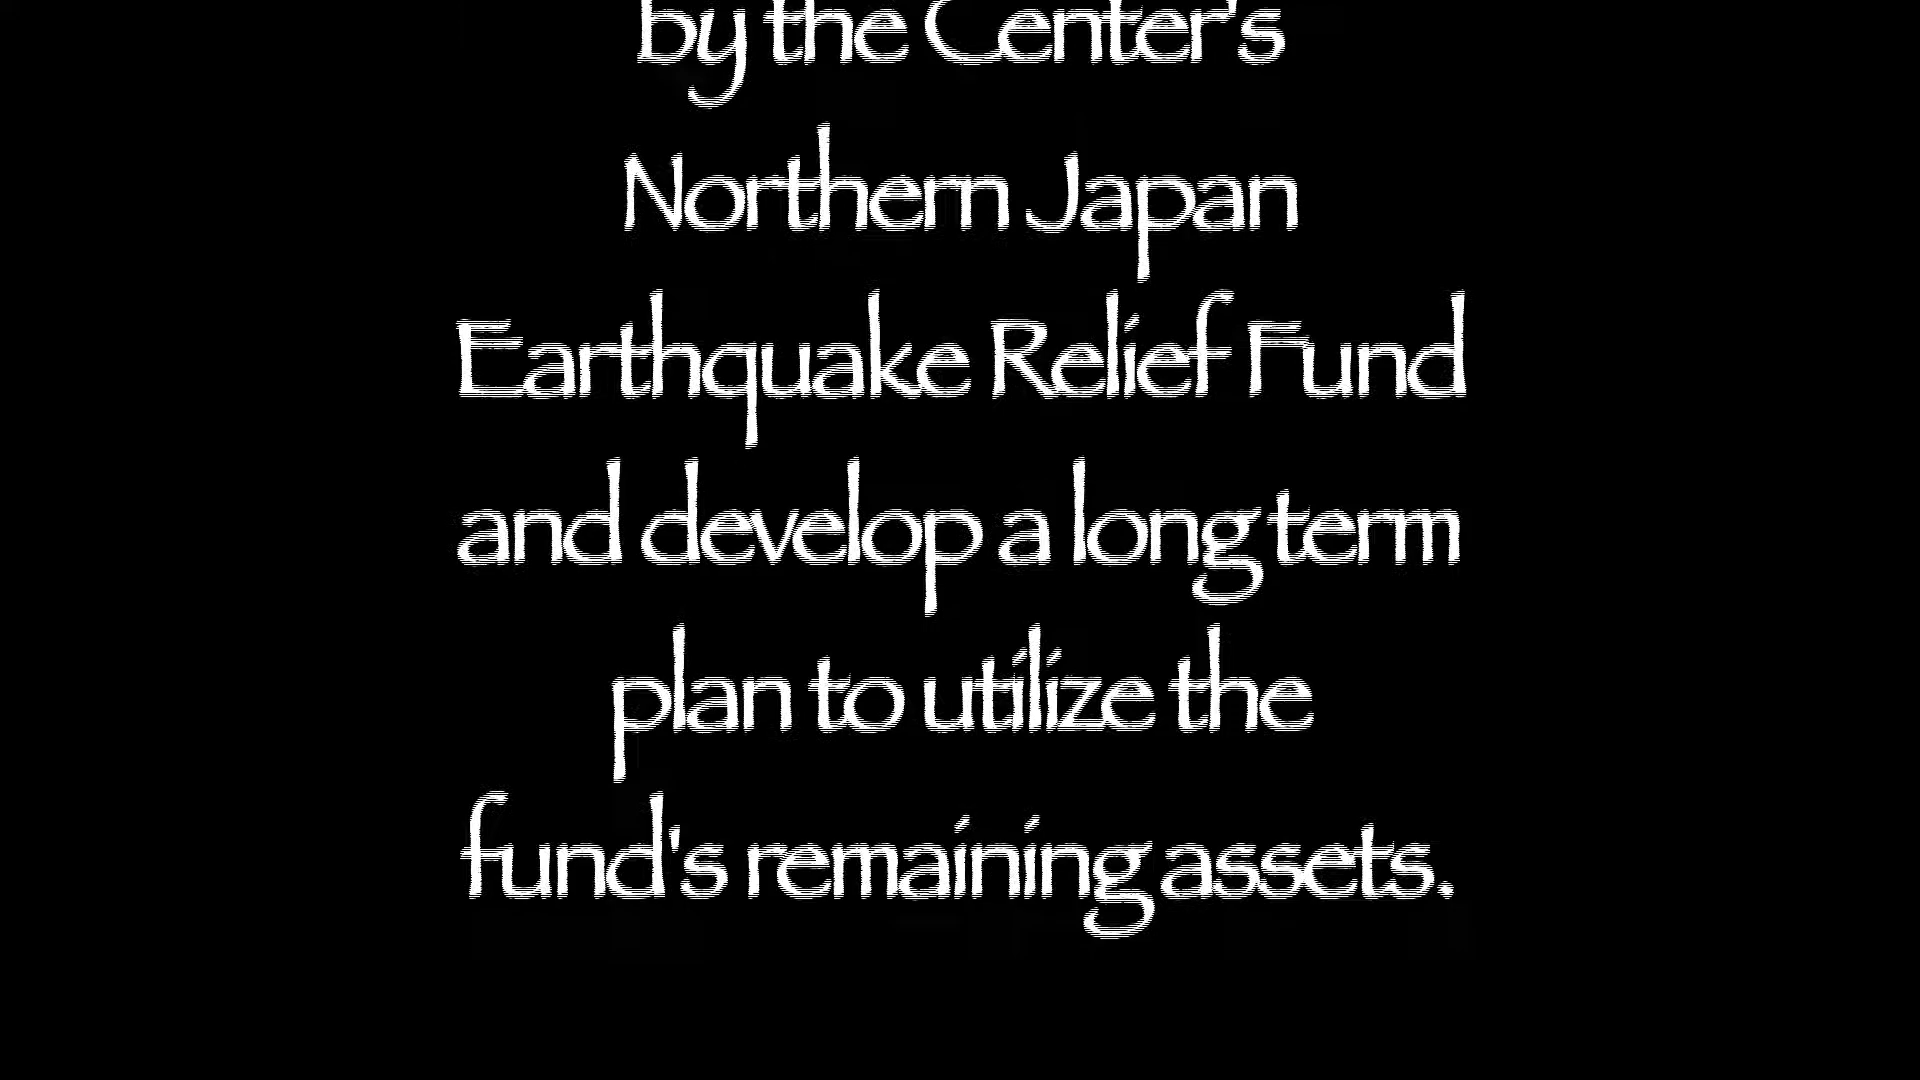 by the Center's
Northern Japan
Earthquake Relief Fund
and develop a long term
plan to utilize the
fund's remaining assets.